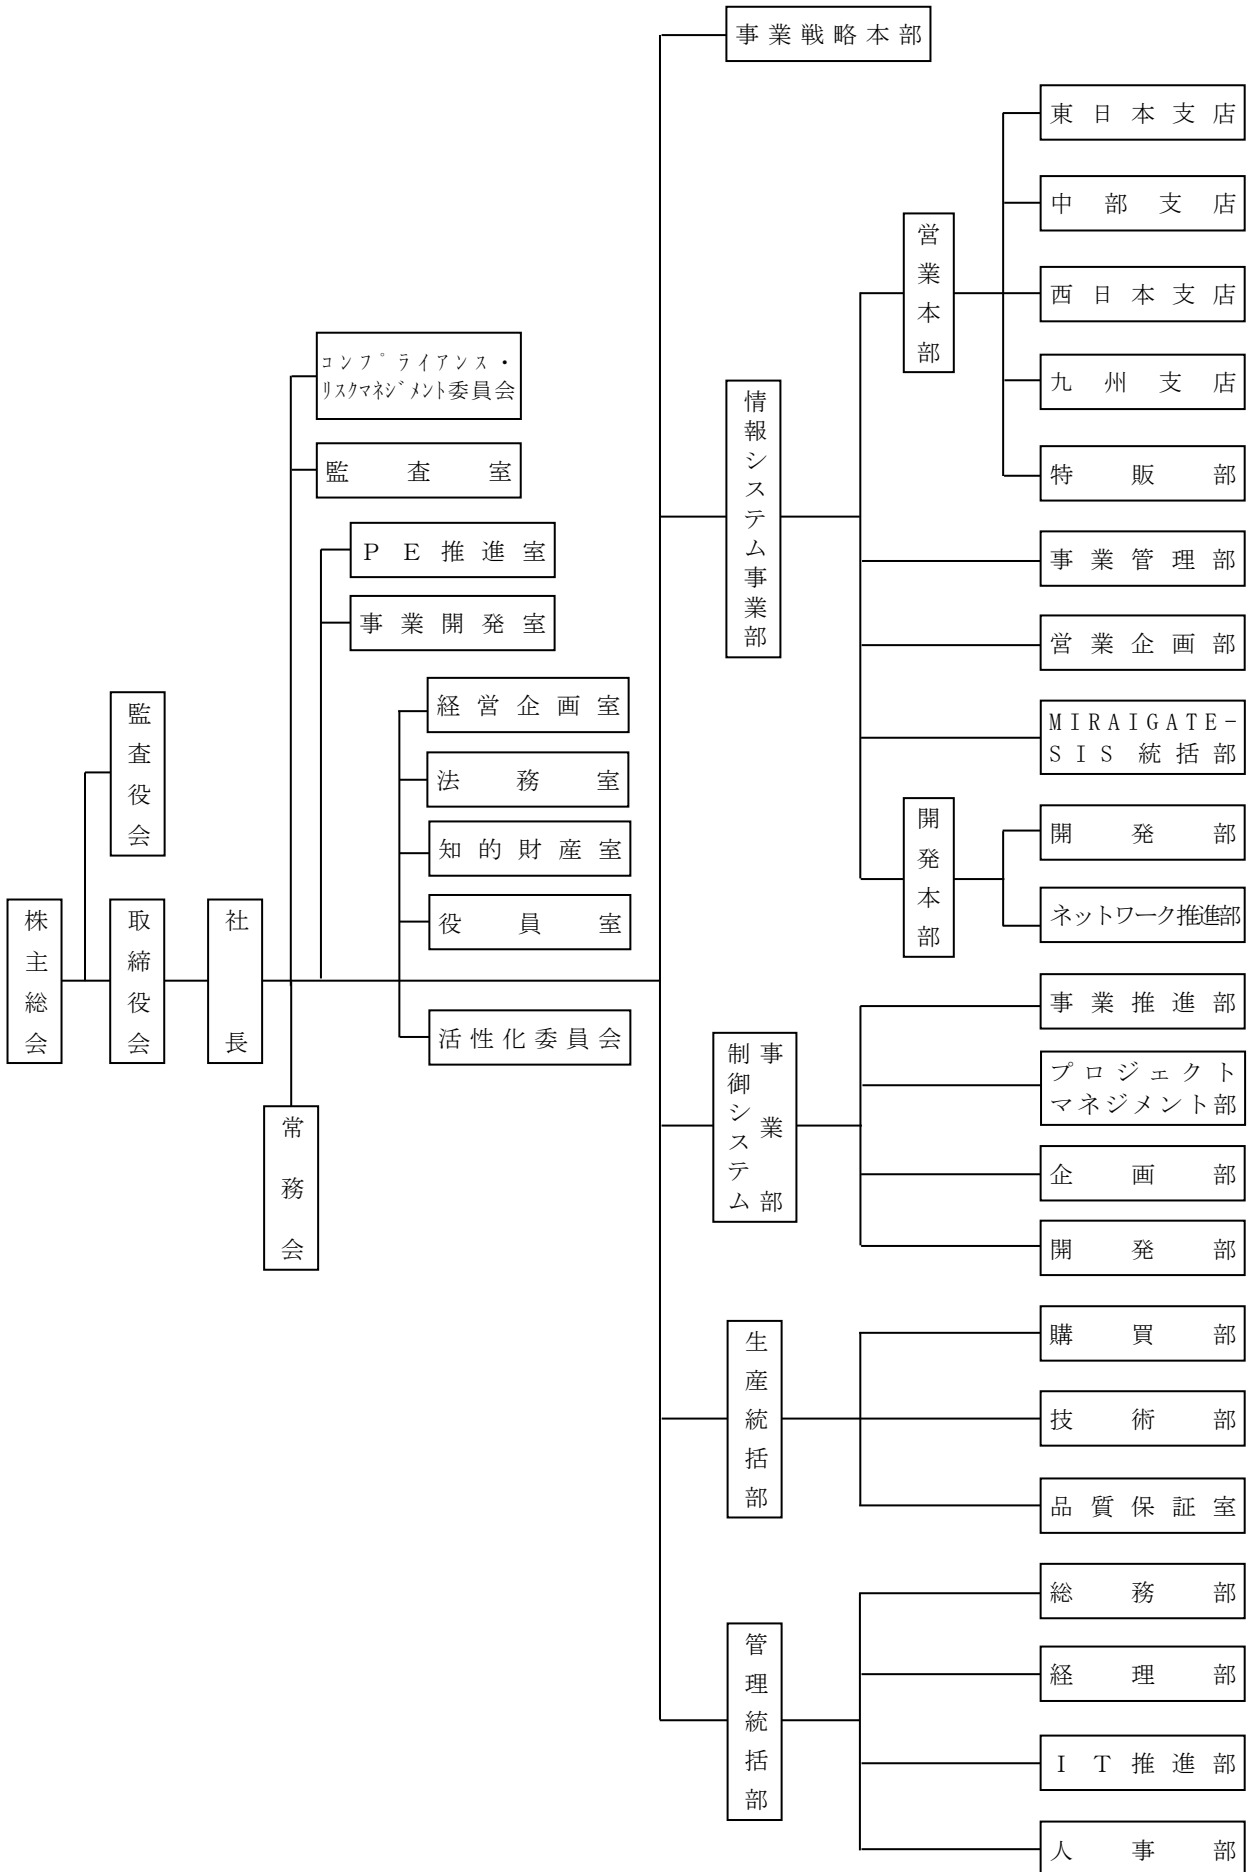 株主総会
監査役会
取締役会
社長
常務会
コンプライアンス・
リスクマネジメント委員会
監査室
ＰＥ推進室
事業開発室
経営企画室
法務室
知的財産室
役員室
活性化委員会
事業戦略本部
情報システム事業部
営業本部
東日本支店
中部支店
西日本支店
九州支店
特販部
事業管理部
営業企画部
ＭＩＲＡＩＧＡＴＥ−
ＳＩＳ統括部
開発本部
開発部
ネットワーク推進部
制御システム
事業部
事業推進部
プロジェクト
マネジメント部
企画部
開発部
生産統括部
購買部
技術部
品質保証室
管理統括部
総務部
経理部
ＩＴ推進部
人事部